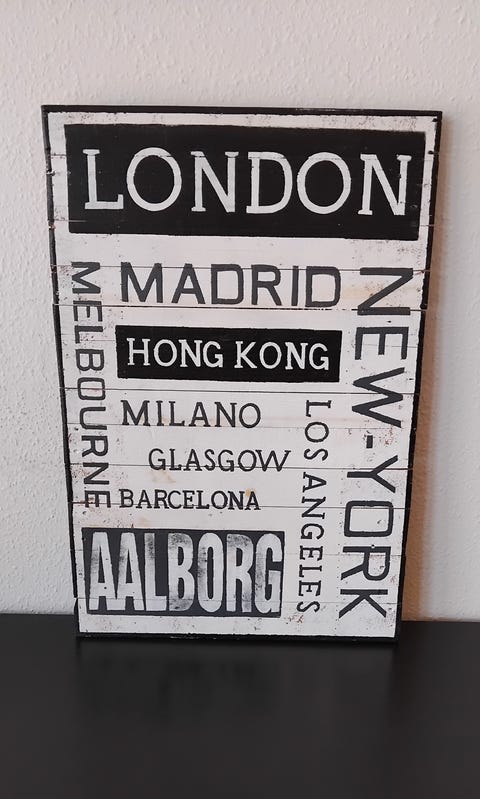 LONDON
MELBOURNE
MADRID
HONG KONG
MILANO
GLASGOW
BARCELONA
AALBORG
LOS ANGELES
NEW-YORK